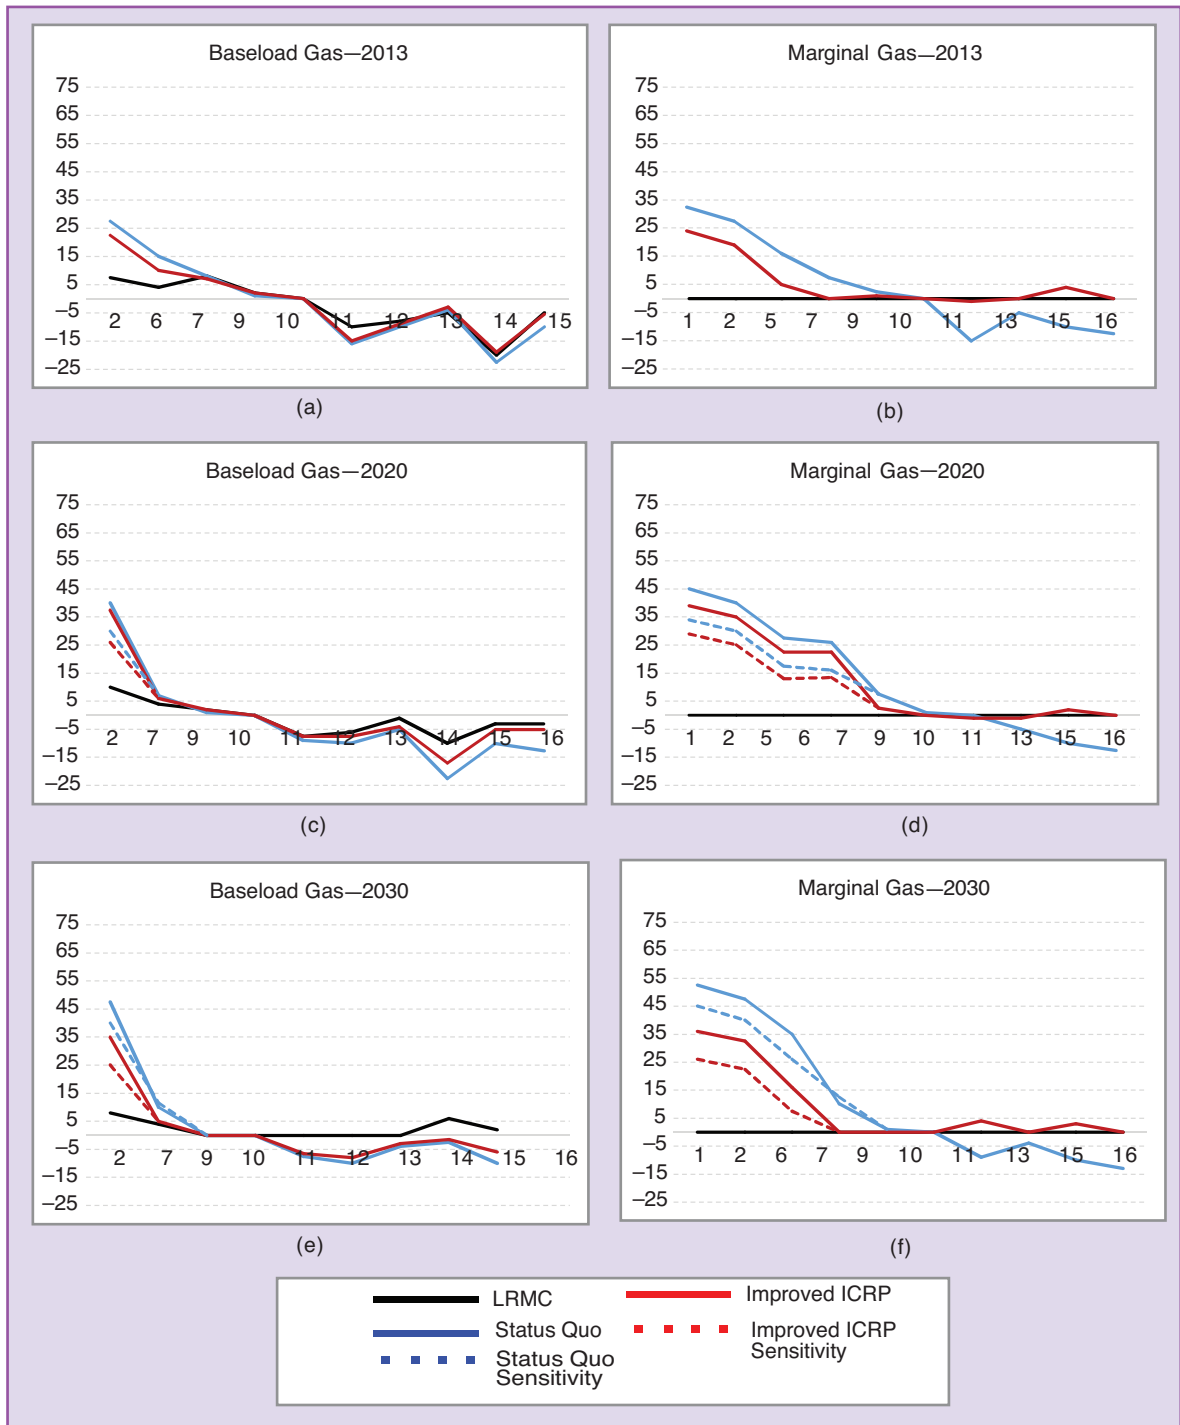 Baseload Gas—2013
75
65
55
45
35
25
15
5
–5
–15
–25
2 6 7 9 10 11 12 13 14 15
(a)
Marginal Gas—2013
75
65
55
45
35
25
15
5
–5
–15
–25
1 2 5 7 9 10 11 13 15 16
(b)
Baseload Gas—2020
75
65
55
45
35
25
15
5
–5
–15
–25
2 7 9 10 11 12 13 14 15 16
(c)
Marginal Gas—2020
75
65
55
45
35
25
15
5
–5
–15
–25
1 2 5 6 7 9 10 11 13 15 16
(d)
Baseload Gas—2030
75
65
55
45
35
25
15
5
–5
–15
–25
2 7 9 10 11 12 13 14 15 16
(e)
Marginal Gas—2030
75
65
55
45
35
25
15
5
–5
–15
–25
1 2 6 7 9 10 11 13 15 16
(f)
LRMC
Improved ICRP
Status Quo
Improved ICRP
Sensitivity
Status Quo
Sensitivity